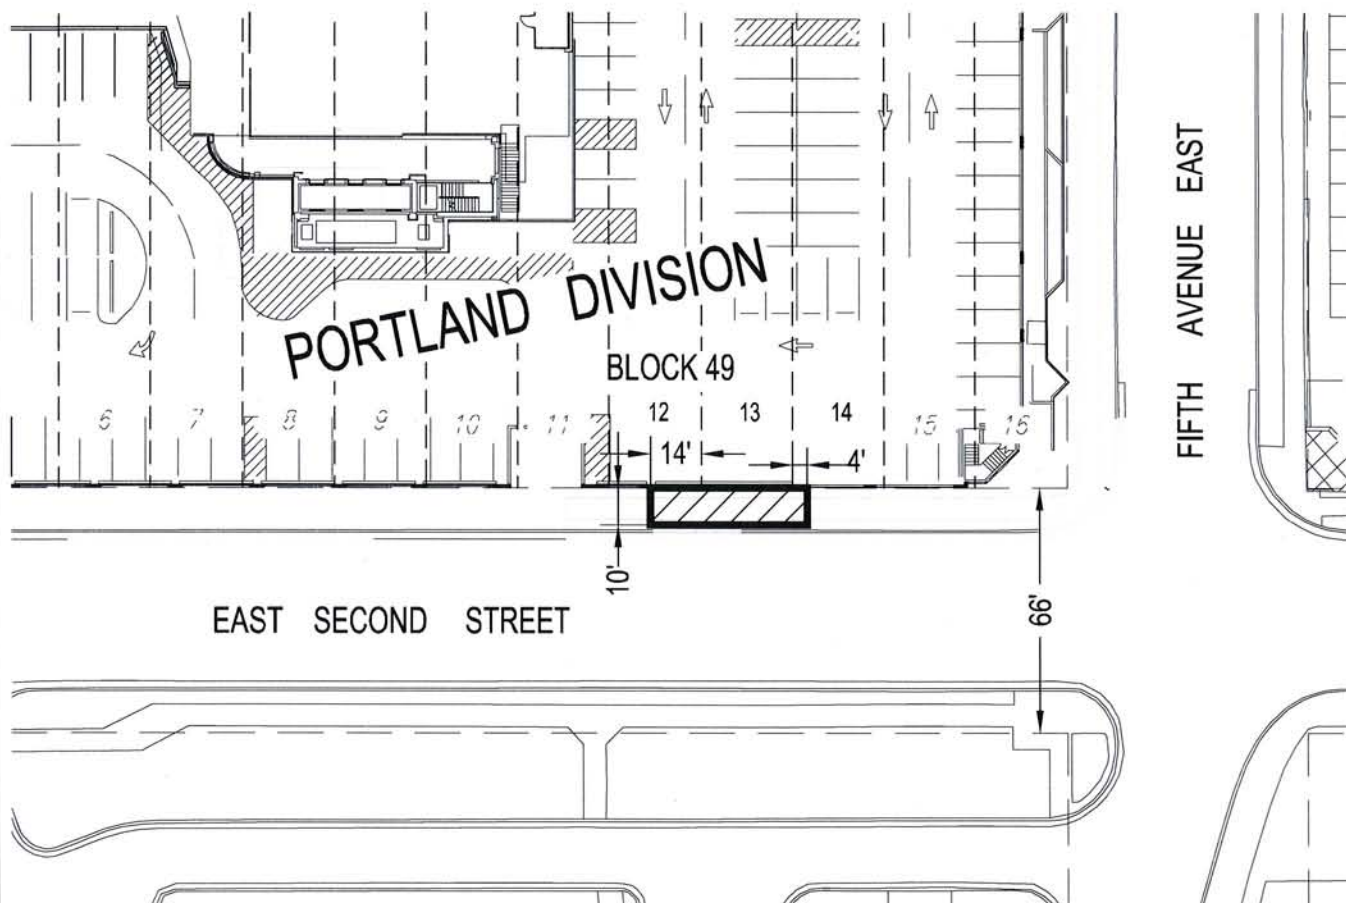 FIFTH AVENUE EAST
PORTLAND DIVISION
BLOCK 49
6 7 8 9 10 11 12 13 14 15 16
14' 4'
10'
66'
EAST SECOND STREET